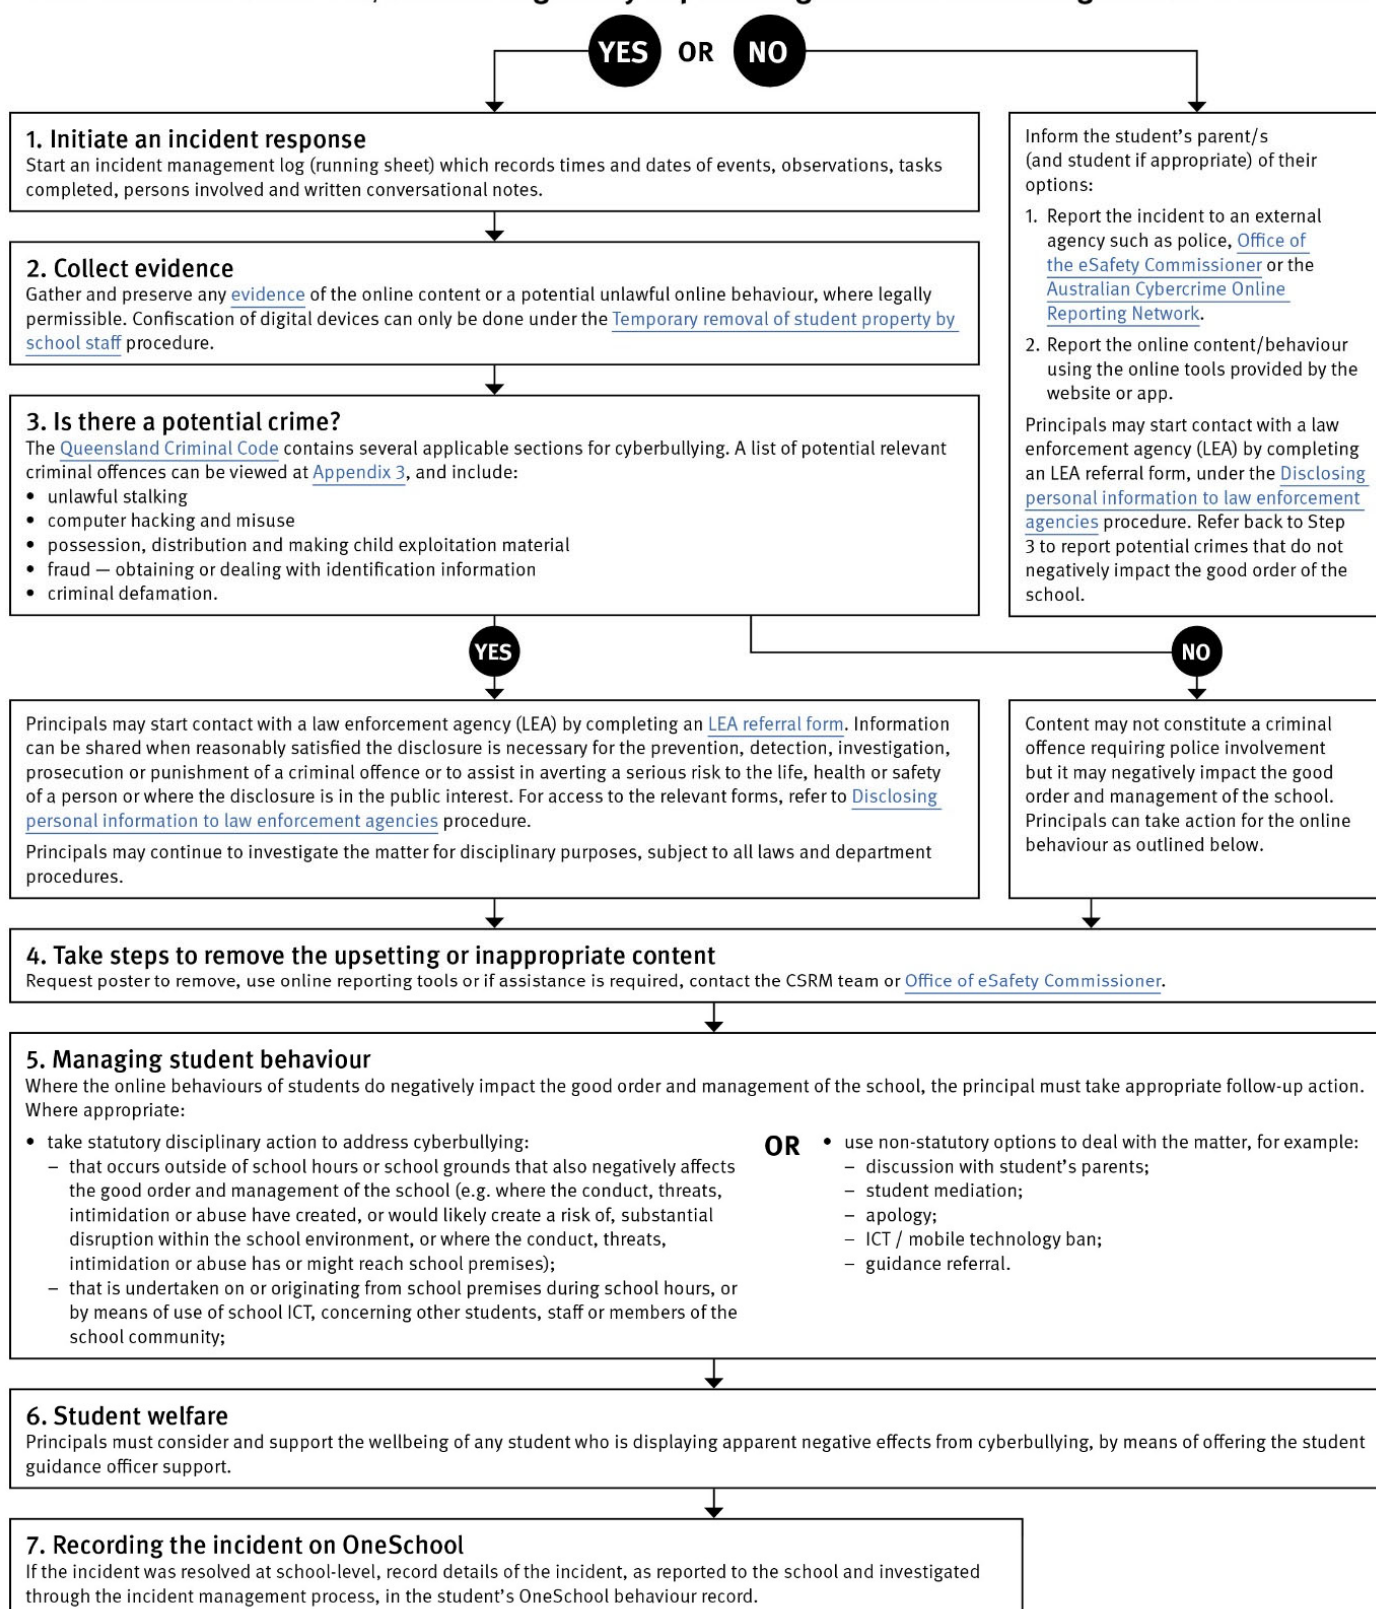 YES OR NO
1. Initiate an incident response
Start an incident management log (running sheet) which records times and dates of events, observations, tasks
completed, persons involved and written conversational notes.
2. Collect evidence
Gather and preserve any evidence of the online content or a potential unlawful online behaviour, where legally
permissible. Confiscation of digital devices can only be done under the Temporary removal of student property by
school staff procedure.
3. Is there a potential crime?
The Queensland Criminal Code contains several applicable sections for cyberbullying. A list of potential relevant
criminal offences can be viewed at Appendix 3, and include:
• unlawful stalking
• computer hacking and misuse
• possession, distribution and making child exploitation material
• fraud — obtaining or dealing with identification information
• criminal defamation.
Inform the student's parent/s
(and student if appropriate) of their
options:
1. Report the incident to an external
agency such as police, Office of
the eSafety Commissioner or the
Australian Cybercrime Online
Reporting Network.
2. Report the online content/behaviour
using the online tools provided by the
website or app.
Principals may start contact with a law
enforcement agency (LEA) by completing
an LEA referral form, under the Disclosing
personal information to law enforcement
agencies procedure. Refer back to Step
3 to report potential crimes that do not
negatively impact the good order of the
school.
YES
NO
Principals may start contact with a law enforcement agency (LEA) by completing an LEA referral form. Information
can be shared when reasonably satisfied the disclosure is necessary for the prevention, detection, investigation,
prosecution or punishment of a criminal offence or to assist in averting a serious risk to the life, health or safety
of a person or where the disclosure is in the public interest. For access to the relevant forms, refer to Disclosing
personal information to law enforcement agencies procedure.
Principals may continue to investigate the matter for disciplinary purposes, subject to all laws and department
procedures.
Content may not constitute a criminal
offence requiring police involvement
but it may negatively impact the good
order and management of the school.
Principals can take action for the online
behaviour as outlined below.
4. Take steps to remove the upsetting or inappropriate content
Request poster to remove, use online reporting tools or if assistance is required, contact the CSRM team or Office of eSafety Commissioner.
5. Managing student behaviour
Where the online behaviours of students do negatively impact the good order and management of the school, the principal must take appropriate follow-up action.
Where appropriate:
• take statutory disciplinary action to address cyberbullying:
– that occurs outside of school hours or school grounds that also negatively affects
the good order and management of the school (e.g. where the conduct, threats,
intimidation or abuse have created, or would likely create a risk of, substantial
disruption within the school environment, or where the conduct, threats,
intimidation or abuse has or might reach school premises);
– that is undertaken on or originating from school premises during school hours, or
by means of use of school ICT, concerning other students, staff or members of the
school community;
OR
• use non-statutory options to deal with the matter, for example:
– discussion with student's parents;
– student mediation;
– apology;
– ICT / mobile technology ban;
– guidance referral.
6. Student welfare
Principals must consider and support the wellbeing of any student who is displaying apparent negative effects from cyberbullying, by means of offering the student
guidance officer support.
7. Recording the incident on OneSchool
If the incident was resolved at school-level, record details of the incident, as reported to the school and investigated
through the incident management process, in the student's OneSchool behaviour record.